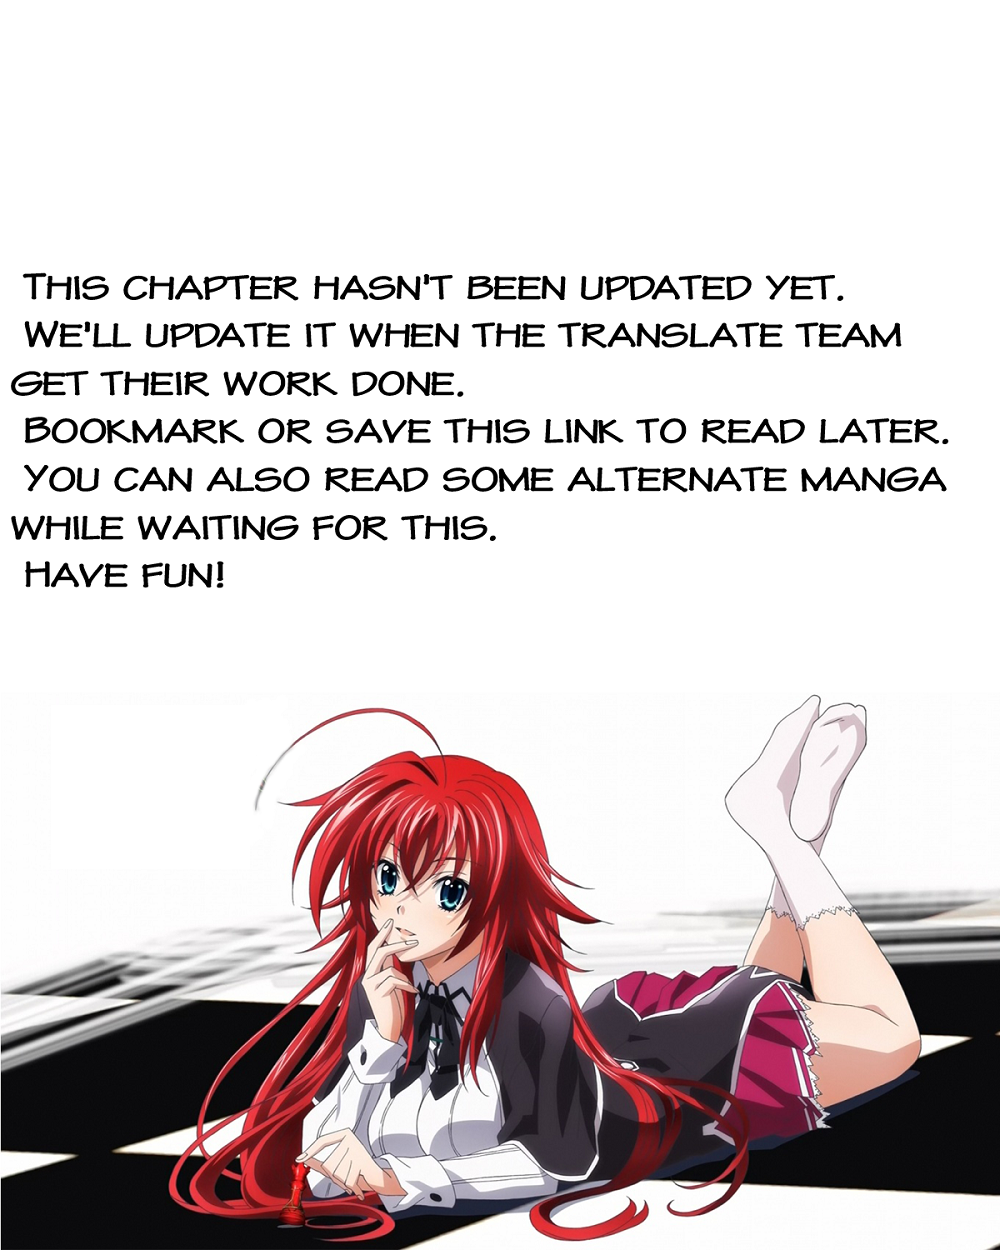 THIS CHAPTER HASN'T BEEN UPDATED YET.
WE'LL UPDATE IT WHEN THE TRANSLATE TEAM
GET THEIR WORK DONE.
BOOKMARK OR SAVE THIS LINK TO READ LATER.
YOU CAN ALSO READ SOME ALTERNATE MANGA
WHILE WAITING FOR THIS.
HAVE FUN!